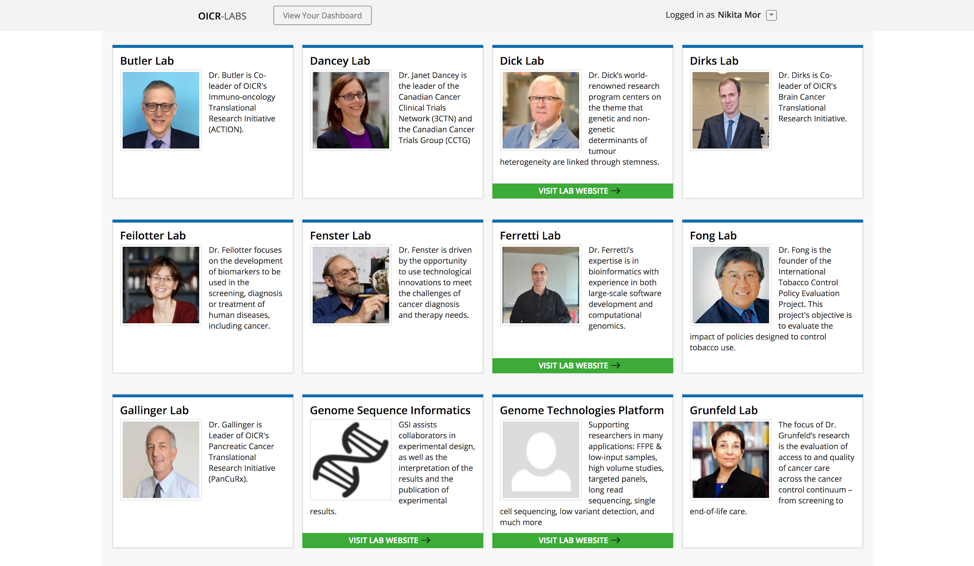 OICR-LABS View Your Dashboard Logged in as Nikita Mor
Butler Lab
Dr. Butler is Co-
leader of OICR's
Immuno-oncology
Translational
Research Initiative
(ACTION).
Dancey Lab
Dr. Janet Dancey is
the leader of the
Canadian Cancer
Clinical Trials
Network (3CTN) and
the Canadian Cancer
Trials Group (CCTG)
Dick Lab
Dr. Dick's world-
renowned research
program centers on
the theme that
genetic and non-
genetic
determinants of
tumour
heterogeneity are linked through stemness.
VISIT LAB WEBSITE →
Dirks Lab
Dr. Dirks is Co-
leader of OICR's
Brain Cancer
Translational
Research Initiative.
Feilotter Lab
Dr. Feilotter focuses
on the development
of biomarkers to be
used in the
screening, diagnosis
or treatment of
human diseases,
including cancer.
Fenster Lab
Dr. Fenster is driven
by the opportunity
to use technological
innovations to meet
the challenges of
cancer diagnosis
and therapy needs.
Ferretti Lab
Dr. Ferretti's
expertise is in
bioinformatics with
experience in both
large-scale software
development and
computational
genomics.
VISIT LAB WEBSITE →
Fong Lab
Dr. Fong is the
founder of the
International
Tobacco Control
Policy Evaluation
Project. This
project's objective is
to evaluate the
impact of policies designed to control
tobacco use.
Gallinger Lab
Dr. Gallinger is
Leader of OICR's
Pancreatic Cancer
Translational
Research Initiative
(PanCuRx).
Genome Sequence Informatics
GSI assists
collaborators in
experimental design,
as well as the
interpretation of the
results and the
publication of
experimental
results.
VISIT LAB WEBSITE →
Genome Technologies Platform
Supporting
researchers in many
applications: FFPE &
low-input samples,
high volume studies,
targeted panels,
long read
sequencing, single
cell sequencing, low variant detection, and
much more
VISIT LAB WEBSITE →
Grunfeld Lab
The focus of Dr.
Grunfeld's research
is the evaluation of
access to and quality
of cancer care
across the cancer
control continuum –
from screening to
end-of-life care.